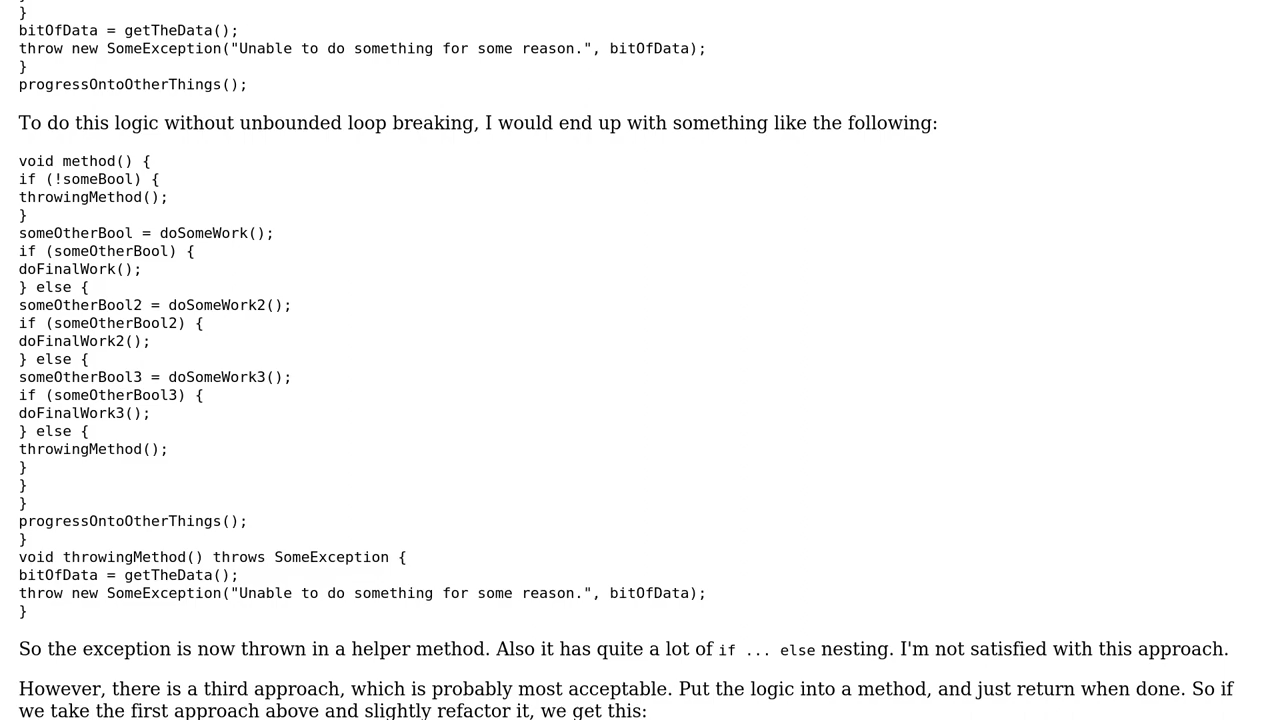 }
bitOfData = getTheData();
throw new SomeException("Unable to do something for some reason.", bitOfData);
}
progressOntoOtherThings();
To do this logic without unbounded loop breaking, I would end up with something like the following:
void method() {
if (!someBool) {
throwingMethod();
}
someOtherBool = doSomeWork();
if (someOtherBool) {
doFinalWork();
} else {
someOtherBool2 = doSomeWork2();
if (someOtherBool2) {
doFinalWork2();
} else {
someOtherBool3 = doSomeWork3();
if (someOtherBool3) {
doFinalWork3();
} else {
throwingMethod();
}
}
}
progressOntoOtherThings();
}
void throwingMethod() throws SomeException {
bitOfData = getTheData();
throw new SomeException("Unable to do something for some reason.", bitOfData);
}
So the exception is now thrown in a helper method. Also it has quite a lot of if ... else nesting. I'm not satisfied with this approach.
However, there is a third approach, which is probably most acceptable. Put the logic into a method, and just return when done. So if
we take the first approach above and slightly refactor it, we get this: